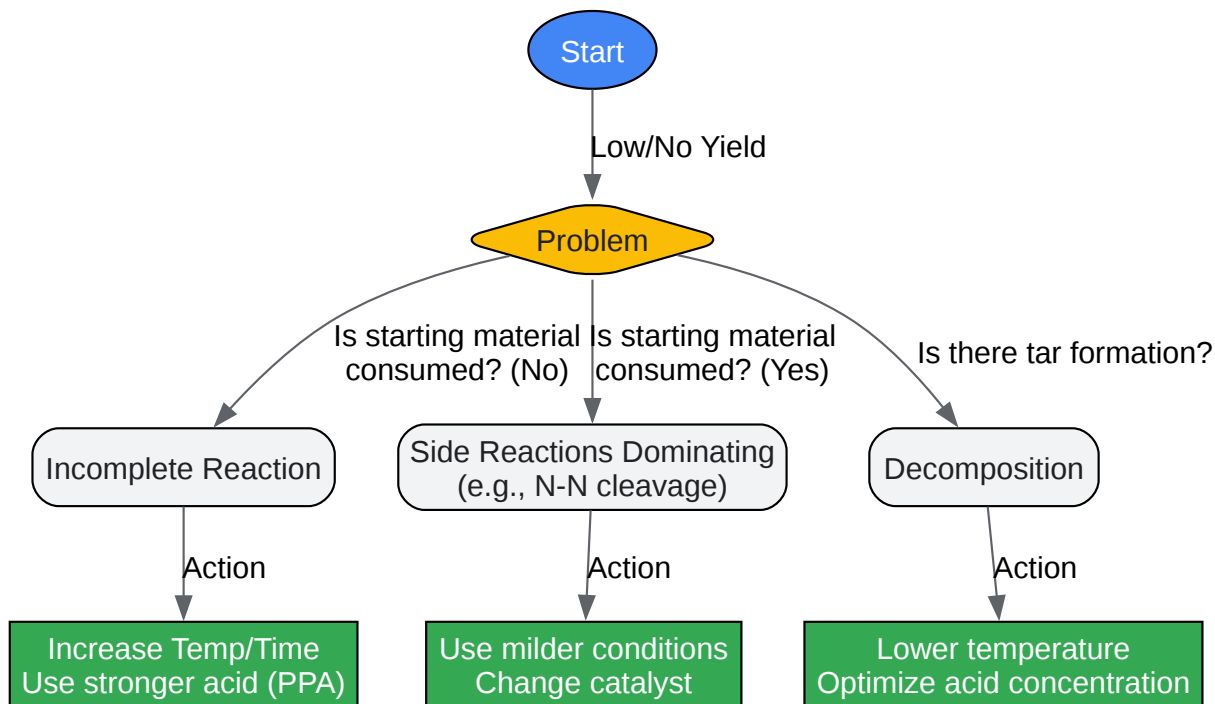 Start
Low/No Yield
Problem
Is starting material
consumed? (No)
Is starting material
consumed? (Yes)
Is there tar formation?
Incomplete Reaction
Side Reactions Dominating
(e.g., N-N cleavage)
Decomposition
Action
Action
Action
Increase Temp/Time
Use stronger acid (PPA)
Use milder conditions
Change catalyst
Lower temperature
Optimize acid concentration